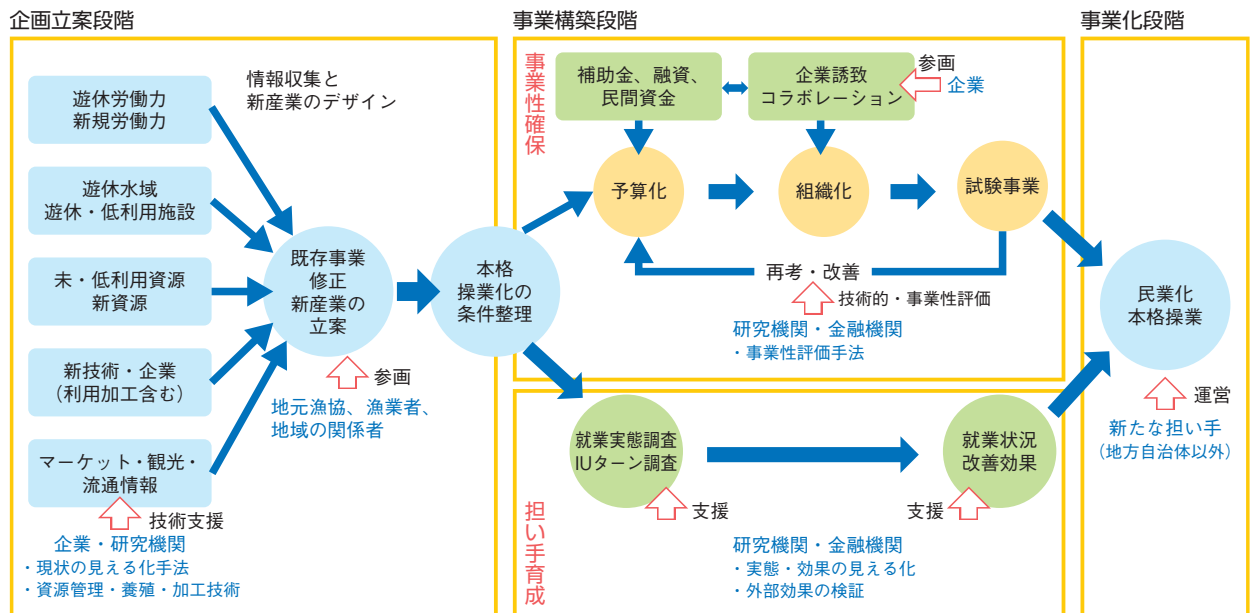 企画立案段階
遊休労働力
新規労働力
情報収集と
新産業のデザイン
遊休水域
遊休・低利用施設
未・低利用資源
新資源
新技術・企業
(利用加工含む)
マーケット・観光・
流通情報
技術支援
企業・研究機関
・現状の見える化手法
・資源管理・養殖・加工技術
既存事業
修正
新産業の
立案
参画
地元漁協、漁業者、
地域の関係者
本格
操業化の
条件整理
事業構築段階
事業性確保
補助金、融資、
民間資金
企業誘致
コラボレーション
参画
企業
予算化
組織化
試験事業
再考・改善
技術的・事業性評価
研究機関・金融機関
・事業性評価手法
担い手育成
就業実態調査
IUターン調査
支援
就業状況
改善効果
支援
研究機関・金融機関
・実態・効果の見える化
・外部効果の検証
事業化段階
民業化
本格操業
運営
新たな担い手
(地方自治体以外)